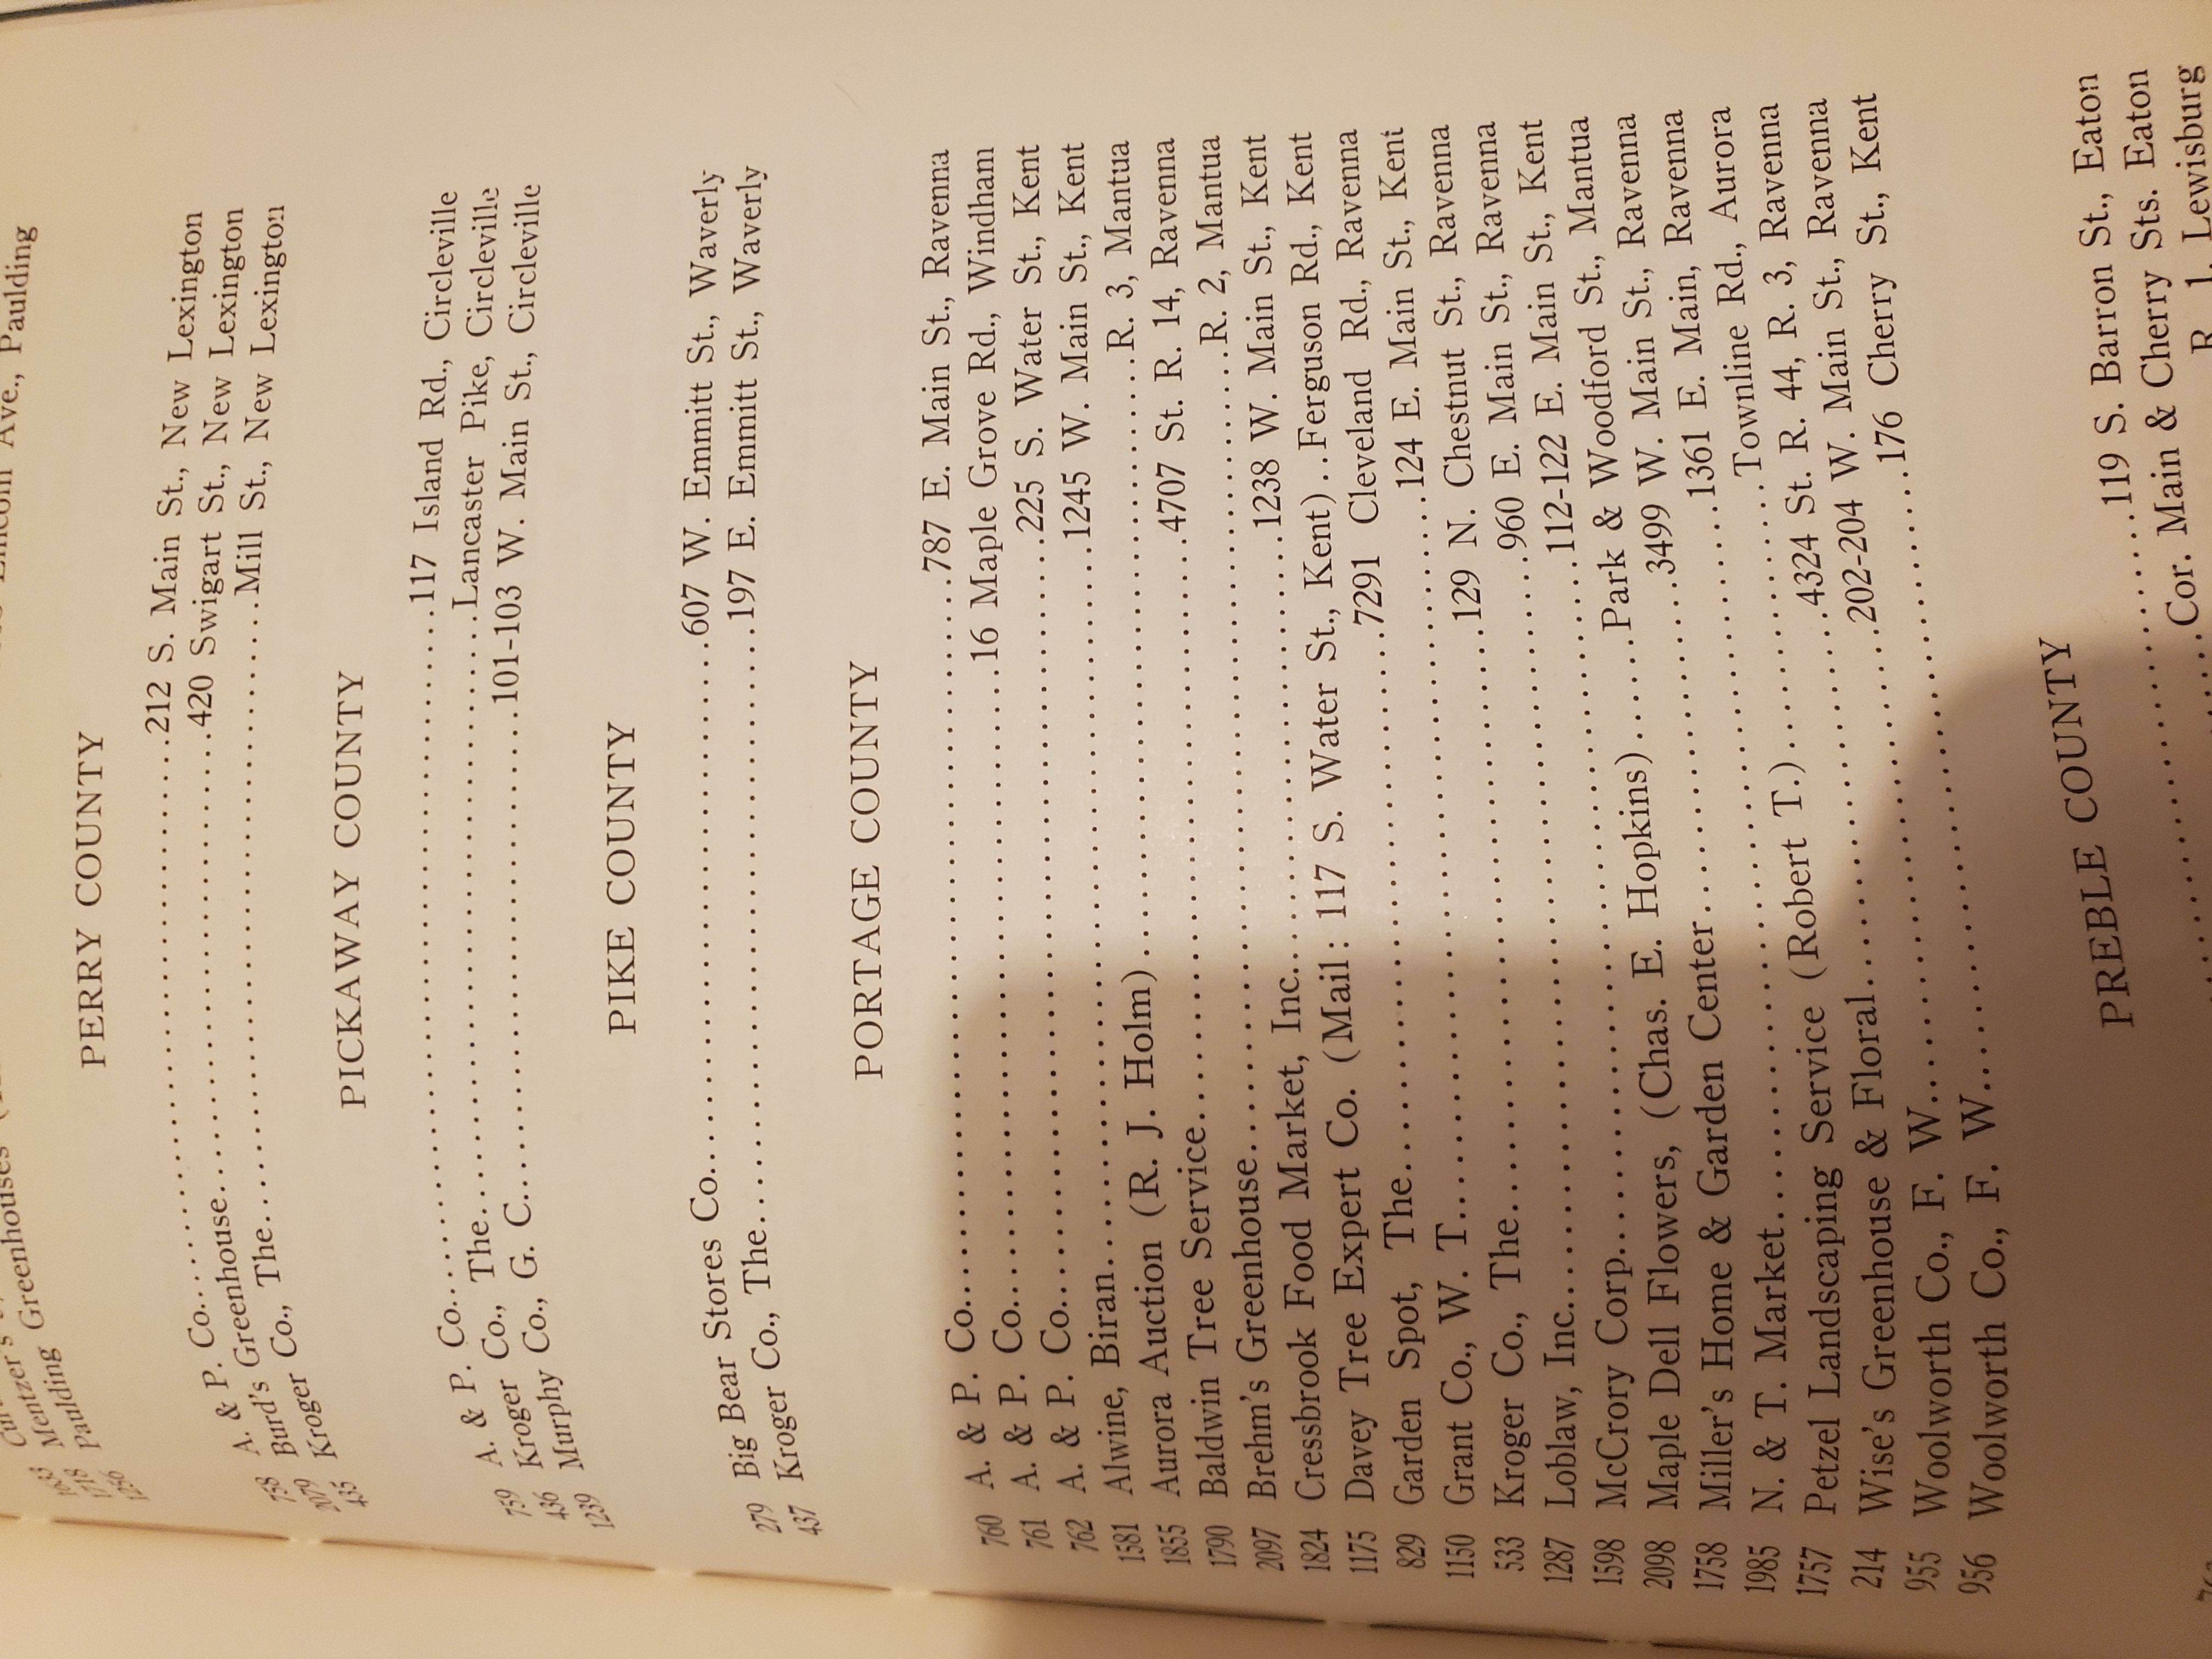 Mentzer's Greenhouses
Paulding Ave., Paulding
PERRY COUNTY
758 A. & P. Co. 212 S. Main St., New Lexington
2079 Burd's Greenhouse 420 Swigart St., New Lexington
435 Kroger Co., The Mill St., New Lexington
PICKAWAY COUNTY
759 A. & P. Co. 117 Island Rd., Circleville
436 Kroger Co., The Lancaster Pike, Circleville
1239 Murphy Co., G. C. 101-103 W. Main St., Circleville
PIKE COUNTY
279 Big Bear Stores Co. 607 W. Emmitt St., Waverly
437 Kroger Co., The 197 E. Emmitt St., Waverly
PORTAGE COUNTY
760 A. & P. Co. 787 E. Main St., Ravenna
761 A. & P. Co. 16 Maple Grove Rd., Windham
762 A. & P. Co. 225 S. Water St., Kent
1581 Alwine, Biran 1245 W. Main St., Kent
1855 Aurora Auction (R. J. Holm) R. 3, Mantua
1790 Baldwin Tree Service 4707 St. R. 14, Ravenna
2097 Brehm's Greenhouse R. 2, Mantua
1824 Cressbrook Food Market, Inc. 1238 W. Main St., Kent
1175 Davey Tree Expert Co. (Mail: 117 S. Water St., Kent) Ferguson Rd., Kent
829 Garden Spot, The 7291 Cleveland Rd., Ravenna
1150 Grant Co., W. T. 124 E. Main St., Kent
533 Kroger Co., The 129 N. Chestnut St., Ravenna
1287 Loblaw, Inc. 960 E. Main St., Ravenna
1598 McCrory Corp. 112-122 E. Main St., Kent
2098 Maple Dell Flowers, (Chas. E. Hopkins) Park & Woodford St., Mantua
1758 Miller's Home & Garden Center 3499 W. Main St., Ravenna
1985 N. & T. Market 1361 E. Main, Ravenna
1757 Petzel Landscaping Service (Robert T.) Townline Rd., Aurora
214 Wise's Greenhouse & Floral 4324 St. R. 44, R. 3, Ravenna
955 Woolworth Co., F. W. 202-204 W. Main St., Ravenna
956 Woolworth Co., F. W. 176 Cherry St., Kent
PREBLE COUNTY
119 S. Barron St., Eaton
Cor. Main & Cherry Sts. Eaton
R. 1, Lewisburg